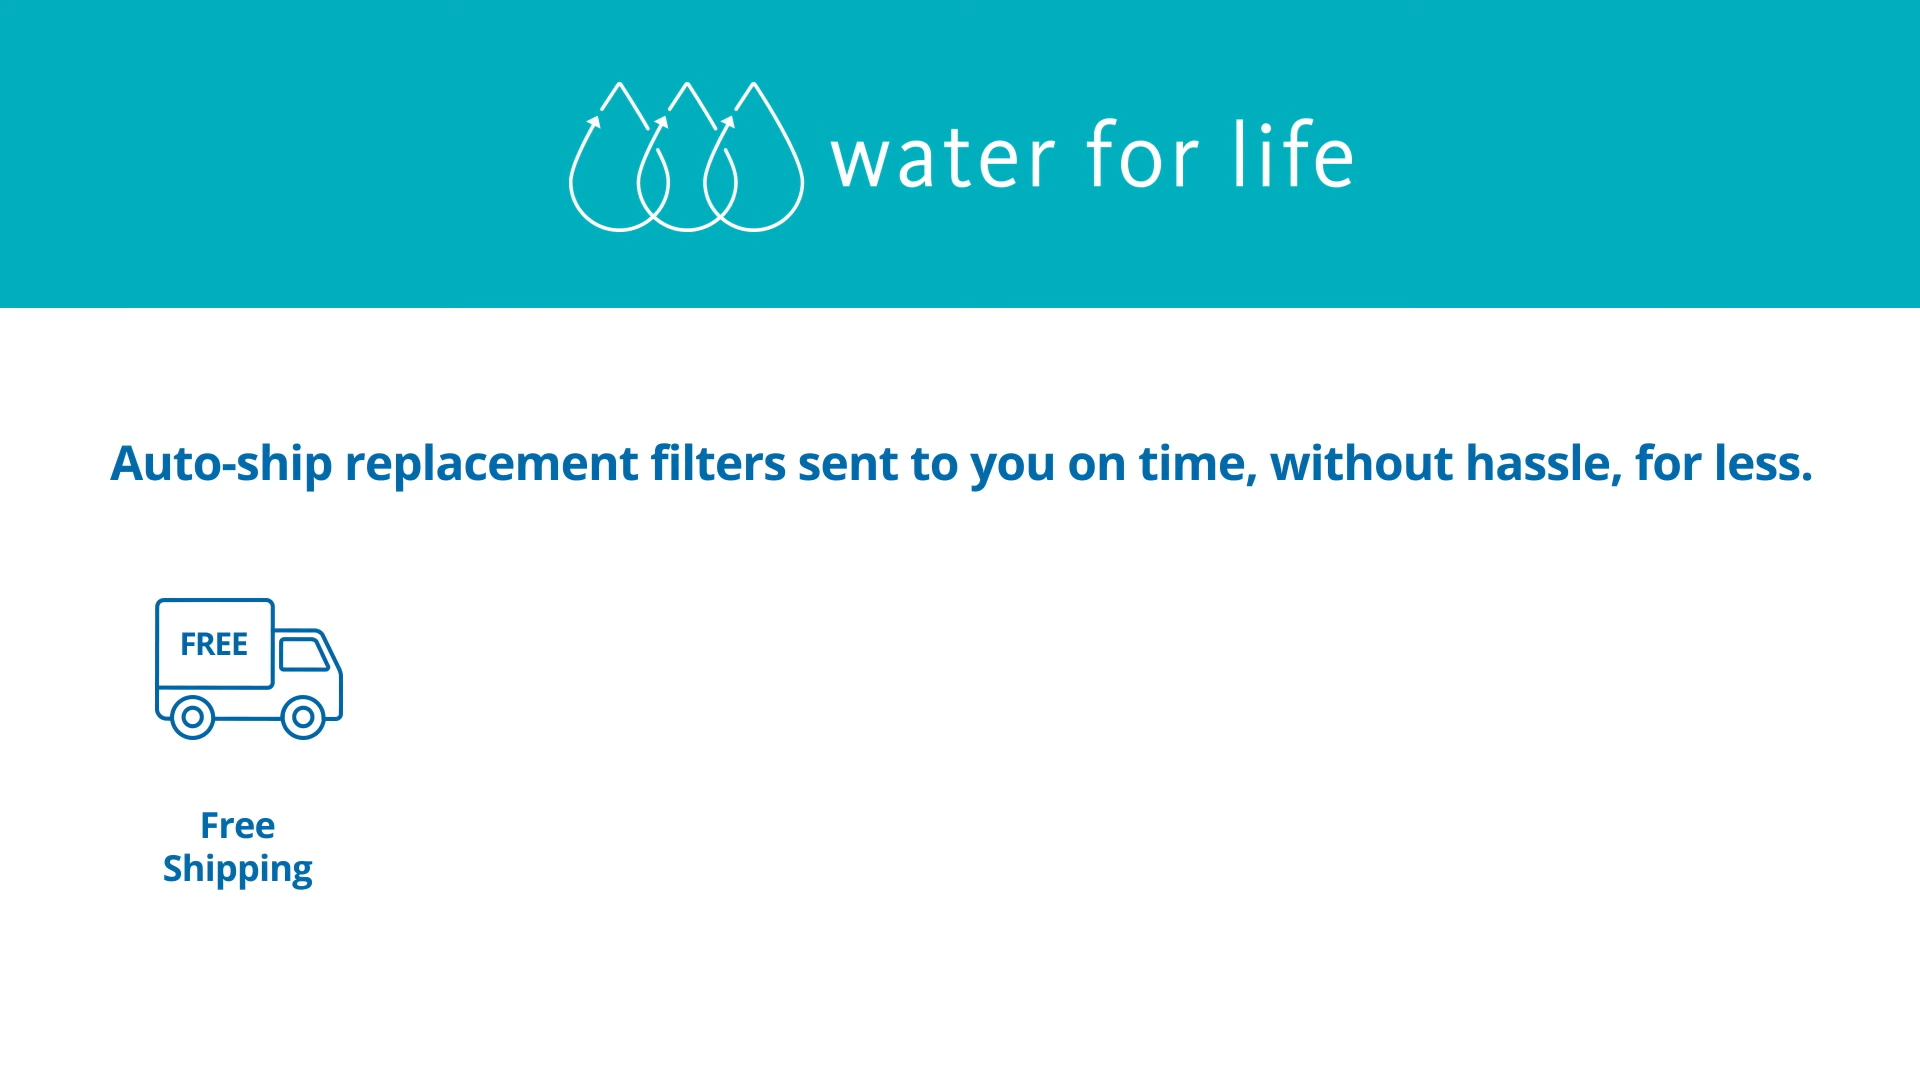 water for life
Auto-ship replacement filters sent to you on time, without hassle, for less.
FREE
Free
Shipping